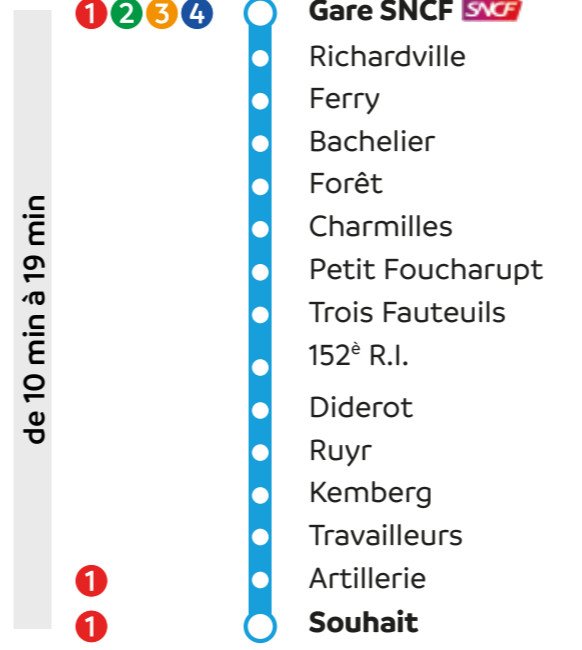 1 2 3 4 Gare SNCF SNCF
Richardville
Ferry
Bachelier
Forêt
Charmilles
Petit Foucharupt
Trois Fauteuils
152è R.I.
Diderot
Ruyr
Kemberg
Travailleurs
1 Artillerie
1 Souhait
de 10 min à 19 min